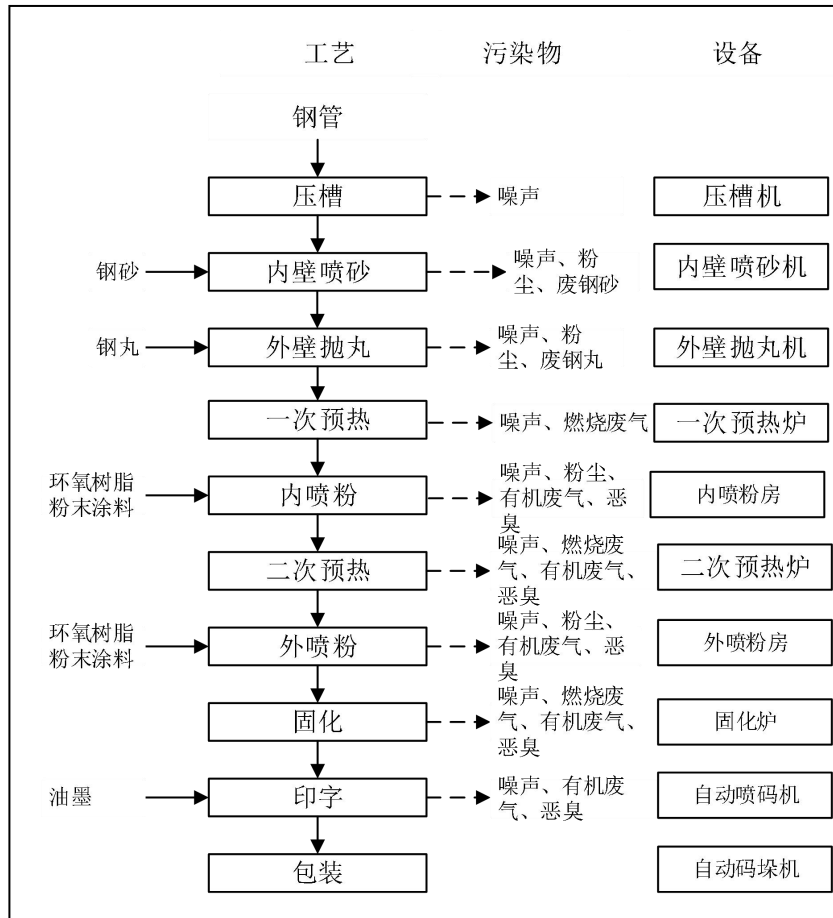 工艺 污染物 设备
钢管
压槽 噪声 压槽机
钢砂 内壁喷砂 噪声、粉
尘、废钢砂 内壁喷砂机
钢丸 外壁抛丸 噪声、粉
尘、废钢丸 外壁抛丸机
一次预热 噪声、燃烧废气 一次预热炉
环氧树脂
粉末涂料 内喷粉 噪声、粉尘、
有机废气、恶
臭 内喷粉房
二次预热 噪声、燃烧废
气、有机废气、
恶臭 二次预热炉
环氧树脂
粉末涂料 外喷粉 噪声、粉尘、
有机废气、恶
臭 外喷粉房
固化 噪声、燃烧废
气、有机废气、
恶臭 固化炉
油墨 印字 噪声、有机废
气、恶臭 自动喷码机
包装 自动码垛机